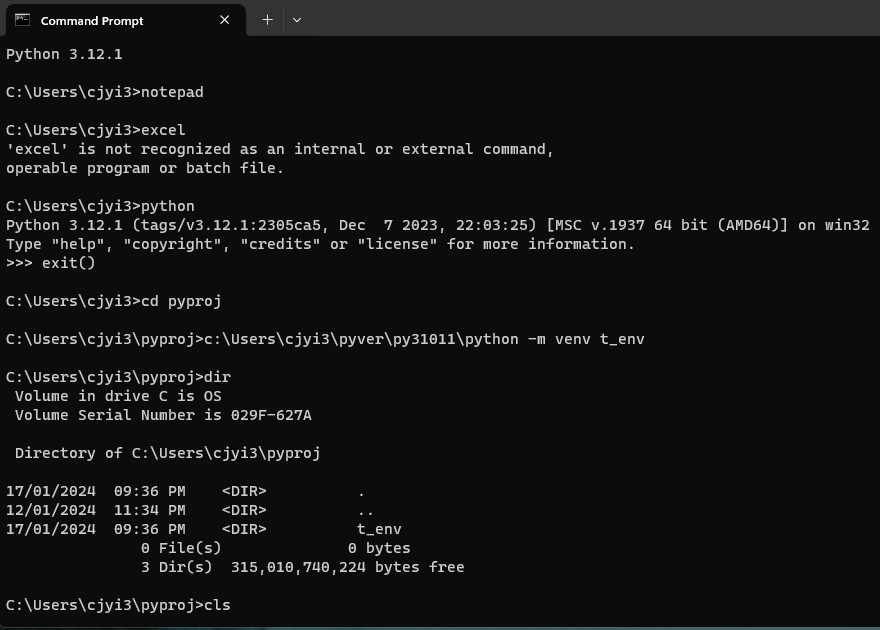 Command Prompt
Python 3.12.1
C:\Users\cjyi3>notepad
C:\Users\cjyi3>excel
'excel' is not recognized as an internal or external command,
operable program or batch file.
C:\Users\cjyi3>python
Python 3.12.1 (tags/v3.12.1:2305ca5, Dec  7 2023, 22:03:25) [MSC v.1937 64 bit (AMD64)] on win32
Type "help", "copyright", "credits" or "license" for more information.
>>> exit()
C:\Users\cjyi3>cd pyproj
C:\Users\cjyi3\pyproj>c:\Users\cjyi3\pyver\py31011\python -m venv t_env
C:\Users\cjyi3\pyproj>dir
 Volume in drive C is OS
 Volume Serial Number is 029F-627A
 Directory of C:\Users\cjyi3\pyproj
17/01/2024  09:36 PM    <DIR>          .
12/01/2024  11:34 PM    <DIR>          ..
17/01/2024  09:36 PM    <DIR>          t_env
               0 File(s)              0 bytes
               3 Dir(s)  315,010,740,224 bytes free
C:\Users\cjyi3\pyproj>cls